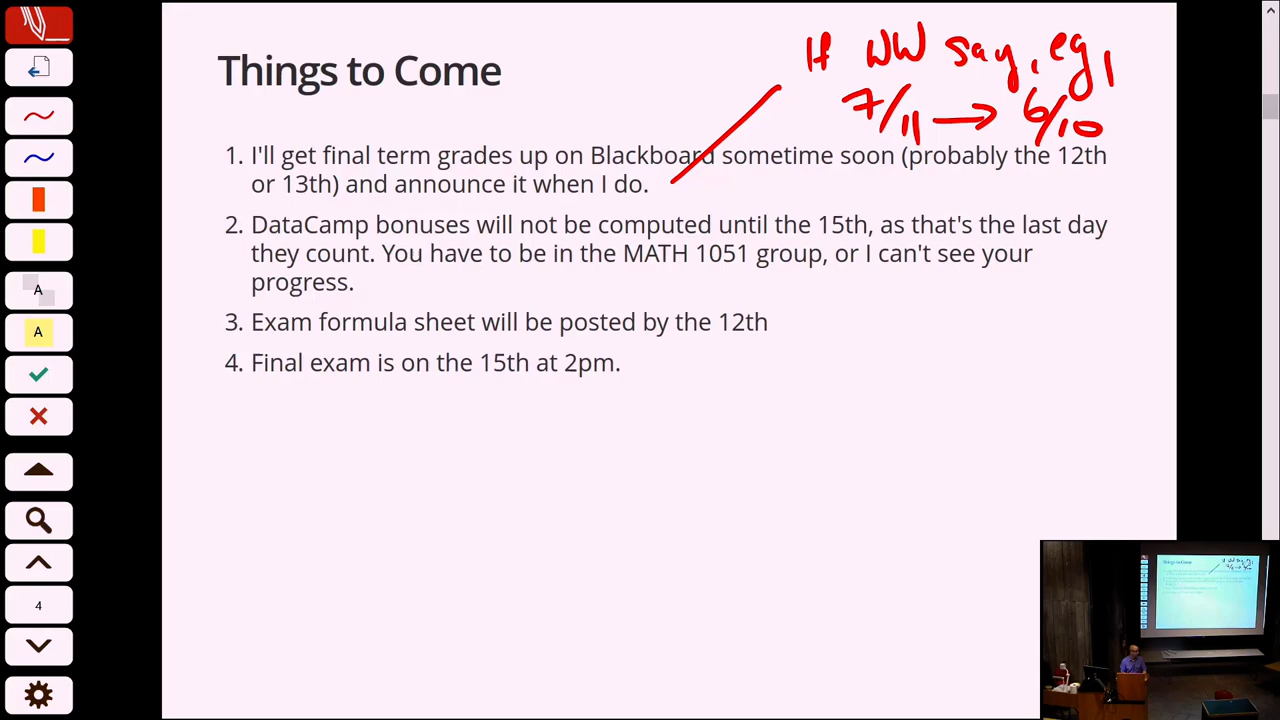 If WW say, eg,
7/11 → 6/10
Things to Come
1. I'll get final term grades up on Blackboard sometime soon (probably the 12th
or 13th) and announce it when I do.
2. DataCamp bonuses will not be computed until the 15th, as that's the last day
they count. You have to be in the MATH 1051 group, or I can't see your
progress.
3. Exam formula sheet will be posted by the 12th
4. Final exam is on the 15th at 2pm.
A
A
4
Things to Come